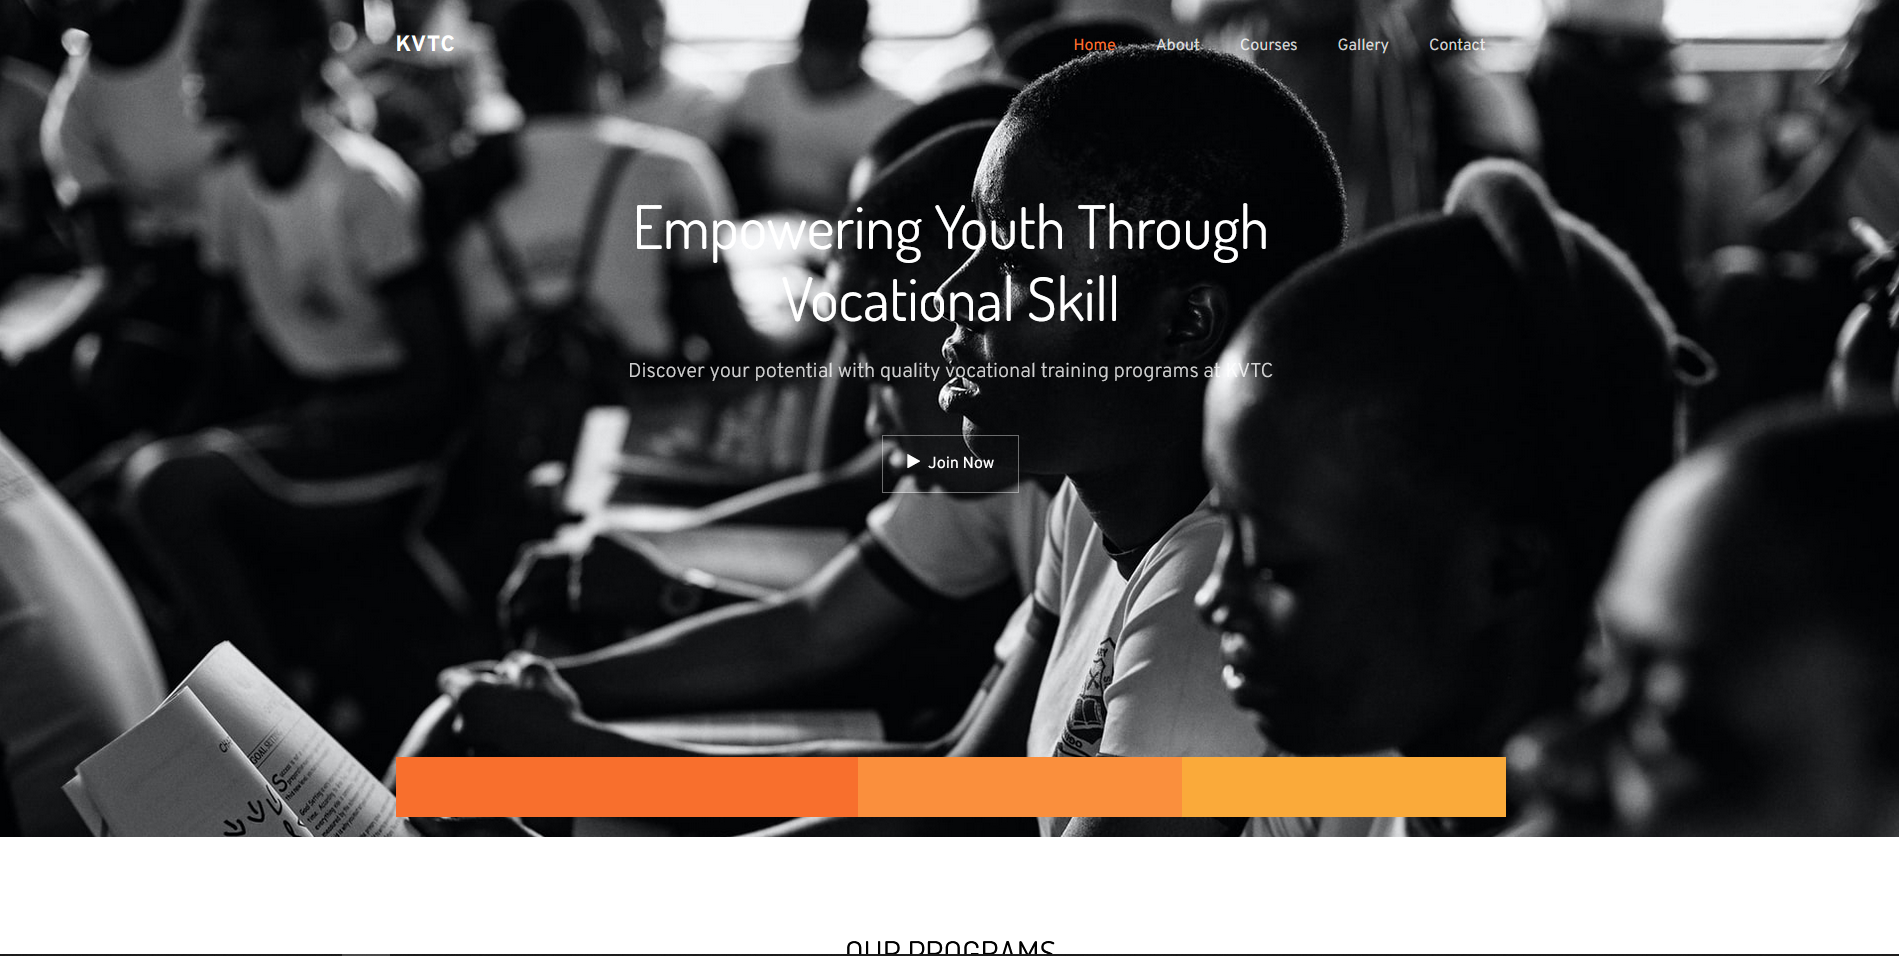 KVTC
Home About Courses Gallery Contact
Empowering Youth Through
Vocational Skill
Discover your potential with quality vocational training programs at KVTC
Join Now
GOAL
OUR PROGRAMS